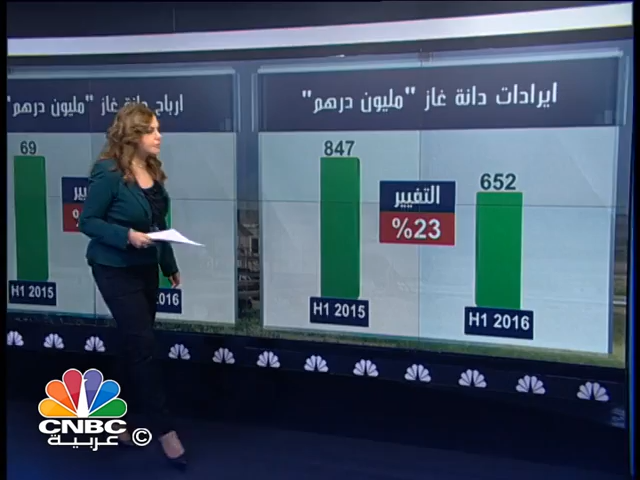 ايرادات دانة غاز "مليون درهم"
847
652
التغيير
%23
H1 2015
H1 2016
ارباح دانة غاز "مليون درهم"
69
H1 2015
2016
CNBC
عربية ©